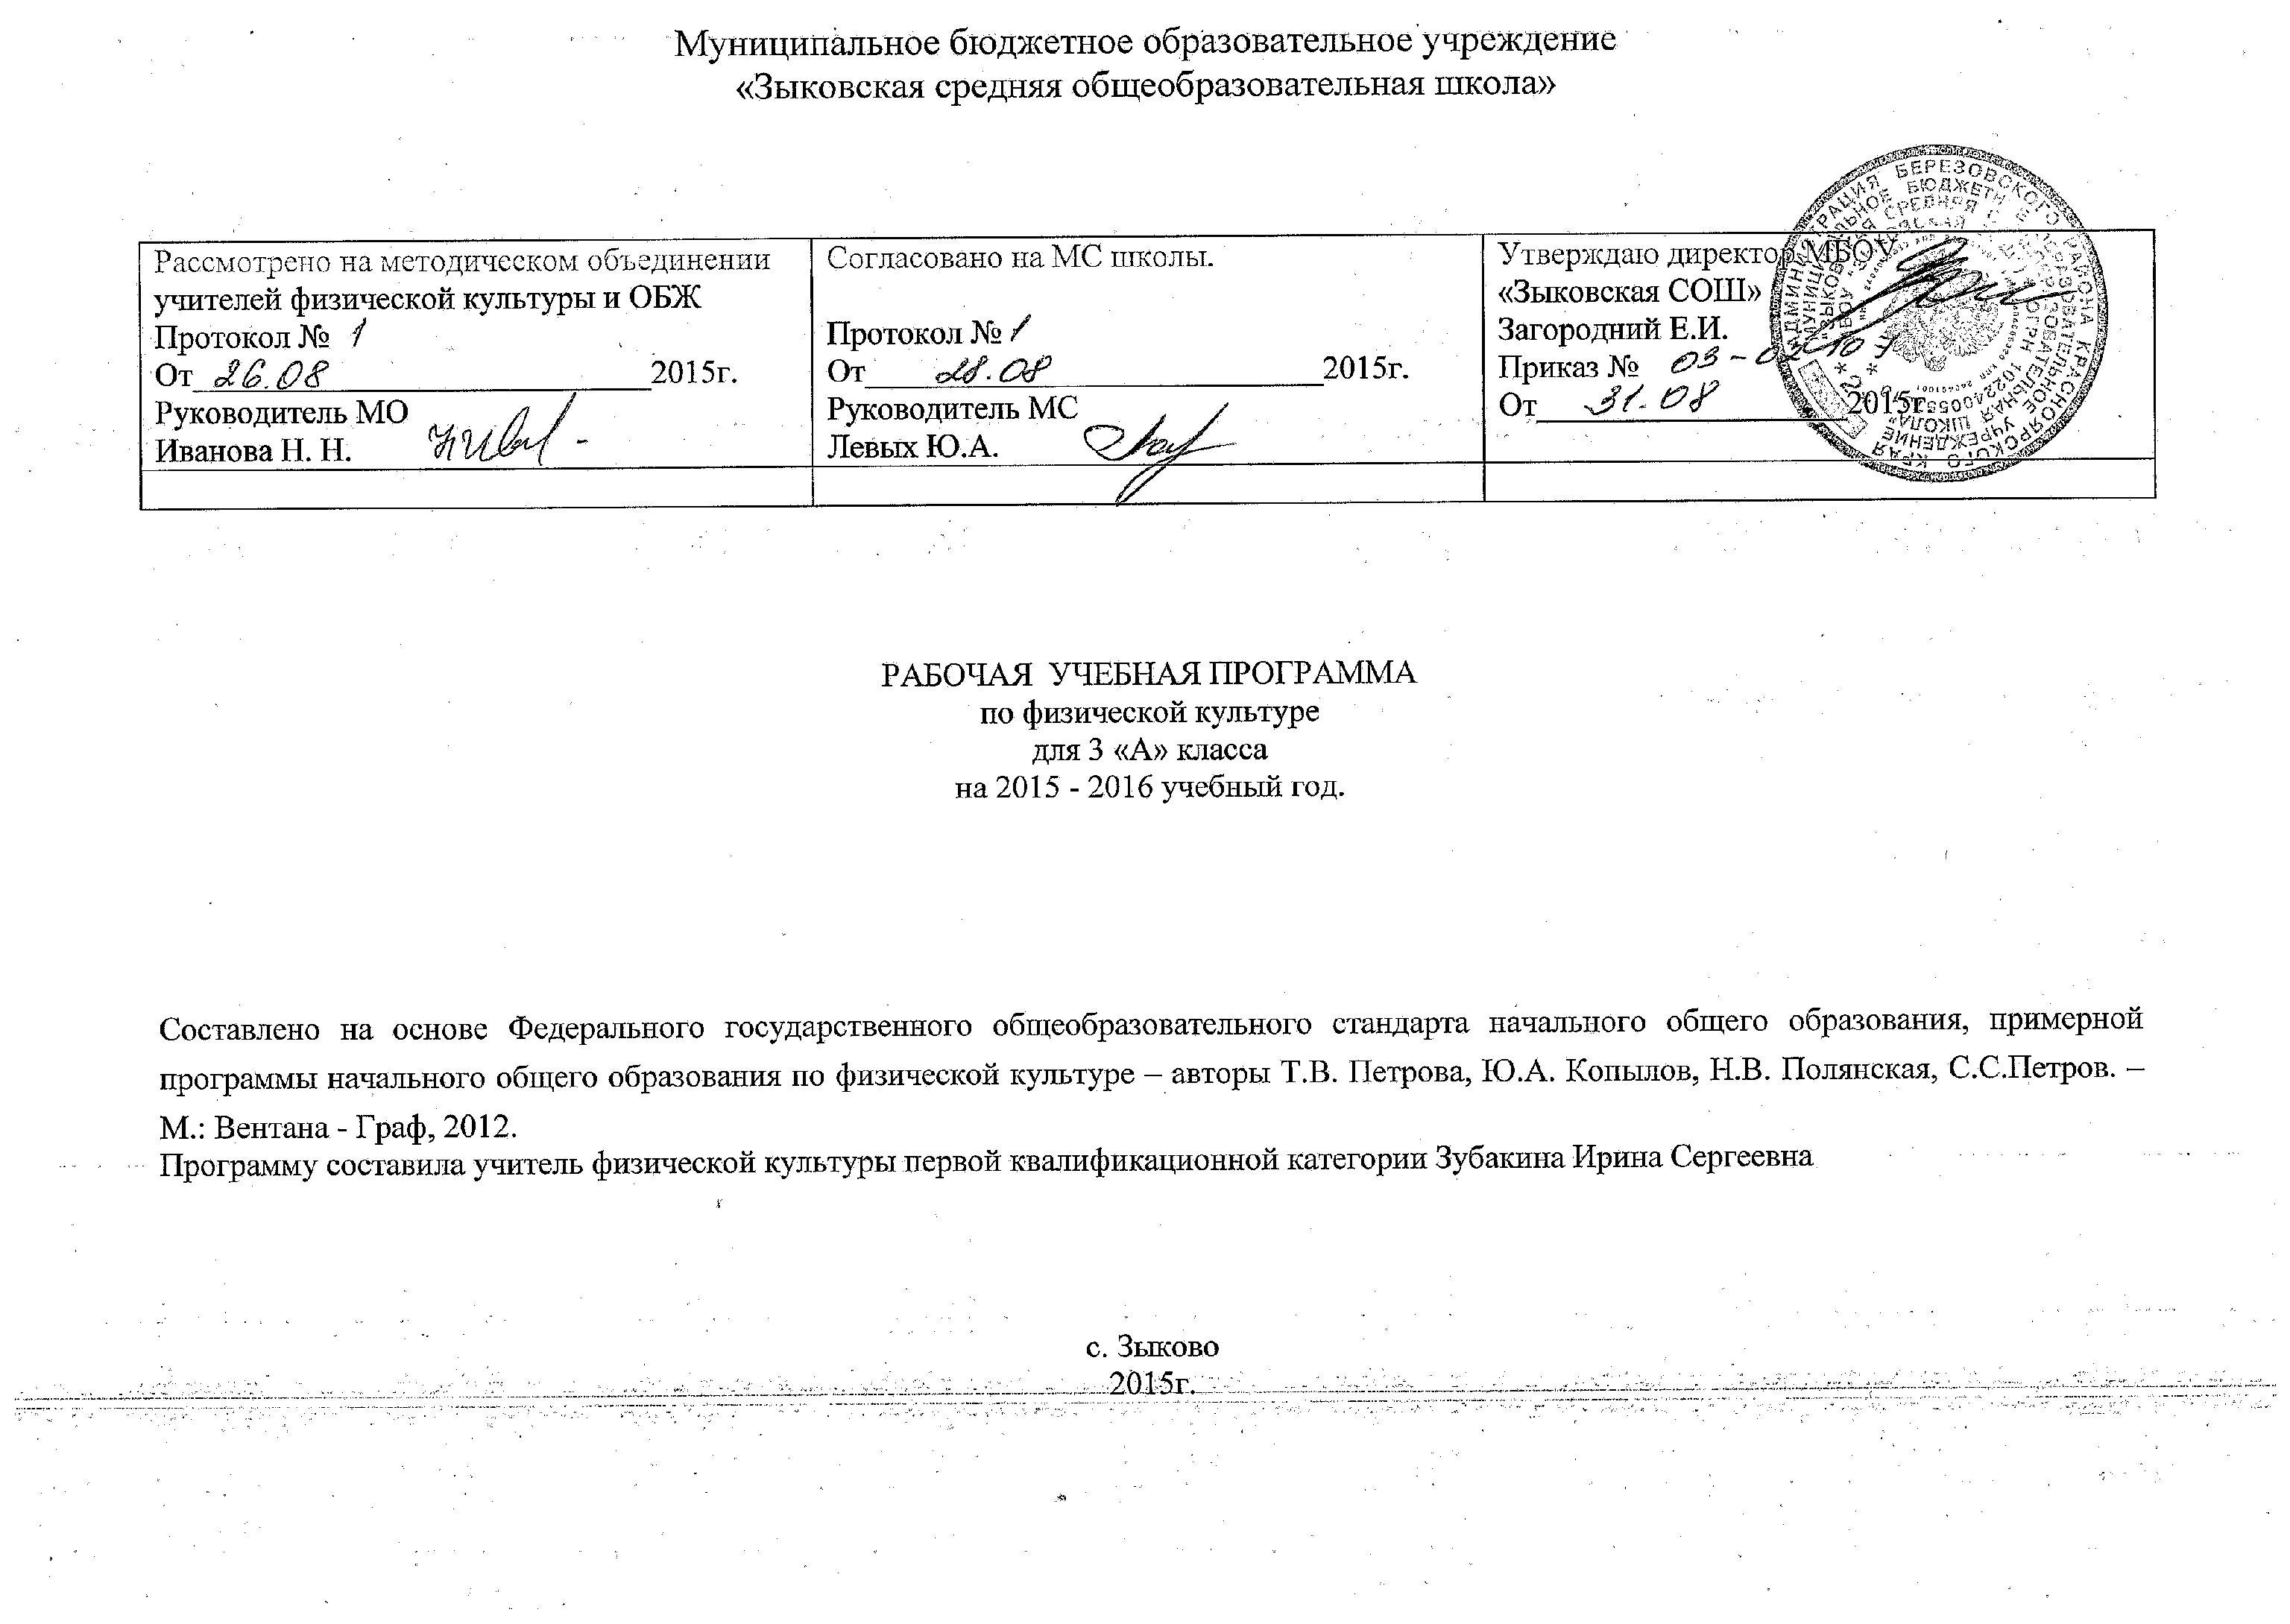 Муниципальное бюджетное образовательное учреждение
«Зыковская средняя общеобразовательная школа»
Рассмотрено на методическом объединении
учителей физической культуры и ОБЖ
Протокол № 1
От 26.08 2015г.
Руководитель МО
Иванова Н. Н.
Согласовано на МС школы.
Протокол № 1
От 28.08 2015г.
Руководитель МС
Левых Ю.А.
Утверждаю директор МБОУ
«Зыковская СОШ»
Загородний Е.И.
Приказ № 03-
От 31.08 2015г.
РАБОЧАЯ УЧЕБНАЯ ПРОГРАММА
по физической культуре
для 3 «А» класса
на 2015 - 2016 учебный год.
Составлено на основе Федерального государственного общеобразовательного стандарта начального общего образования, примерной
программы начального общего образования по физической культуре – авторы Т.В. Петрова, Ю.А. Копылов, Н.В. Полянская, С.С.Петров. –
М.: Вентана - Граф, 2012.
Программу составила учитель физической культуры первой квалификационной категории Зубакина Ирина Сергеевна
с. Зыково
2015г.